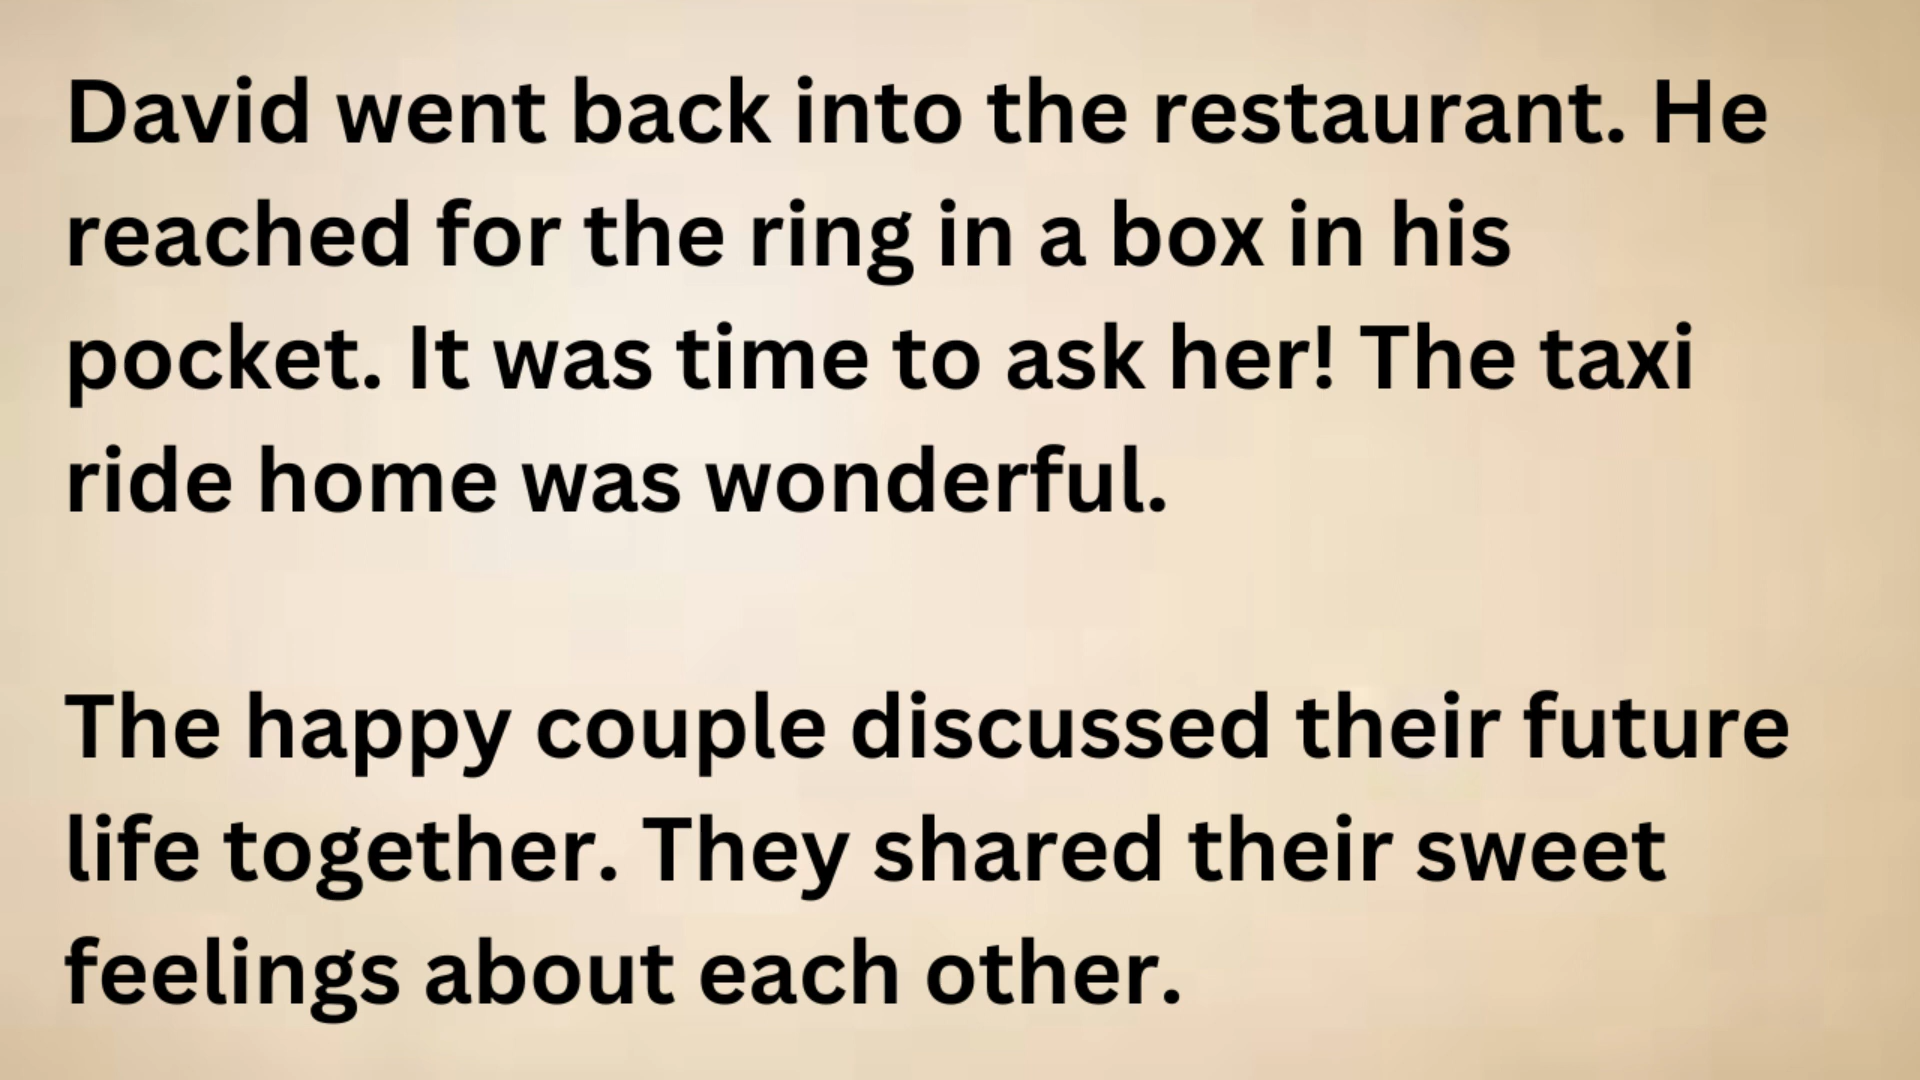 David went back into the restaurant. He
reached for the ring in a box in his
pocket. It was time to ask her! The taxi
ride home was wonderful.
The happy couple discussed their future
life together. They shared their sweet
feelings about each other.